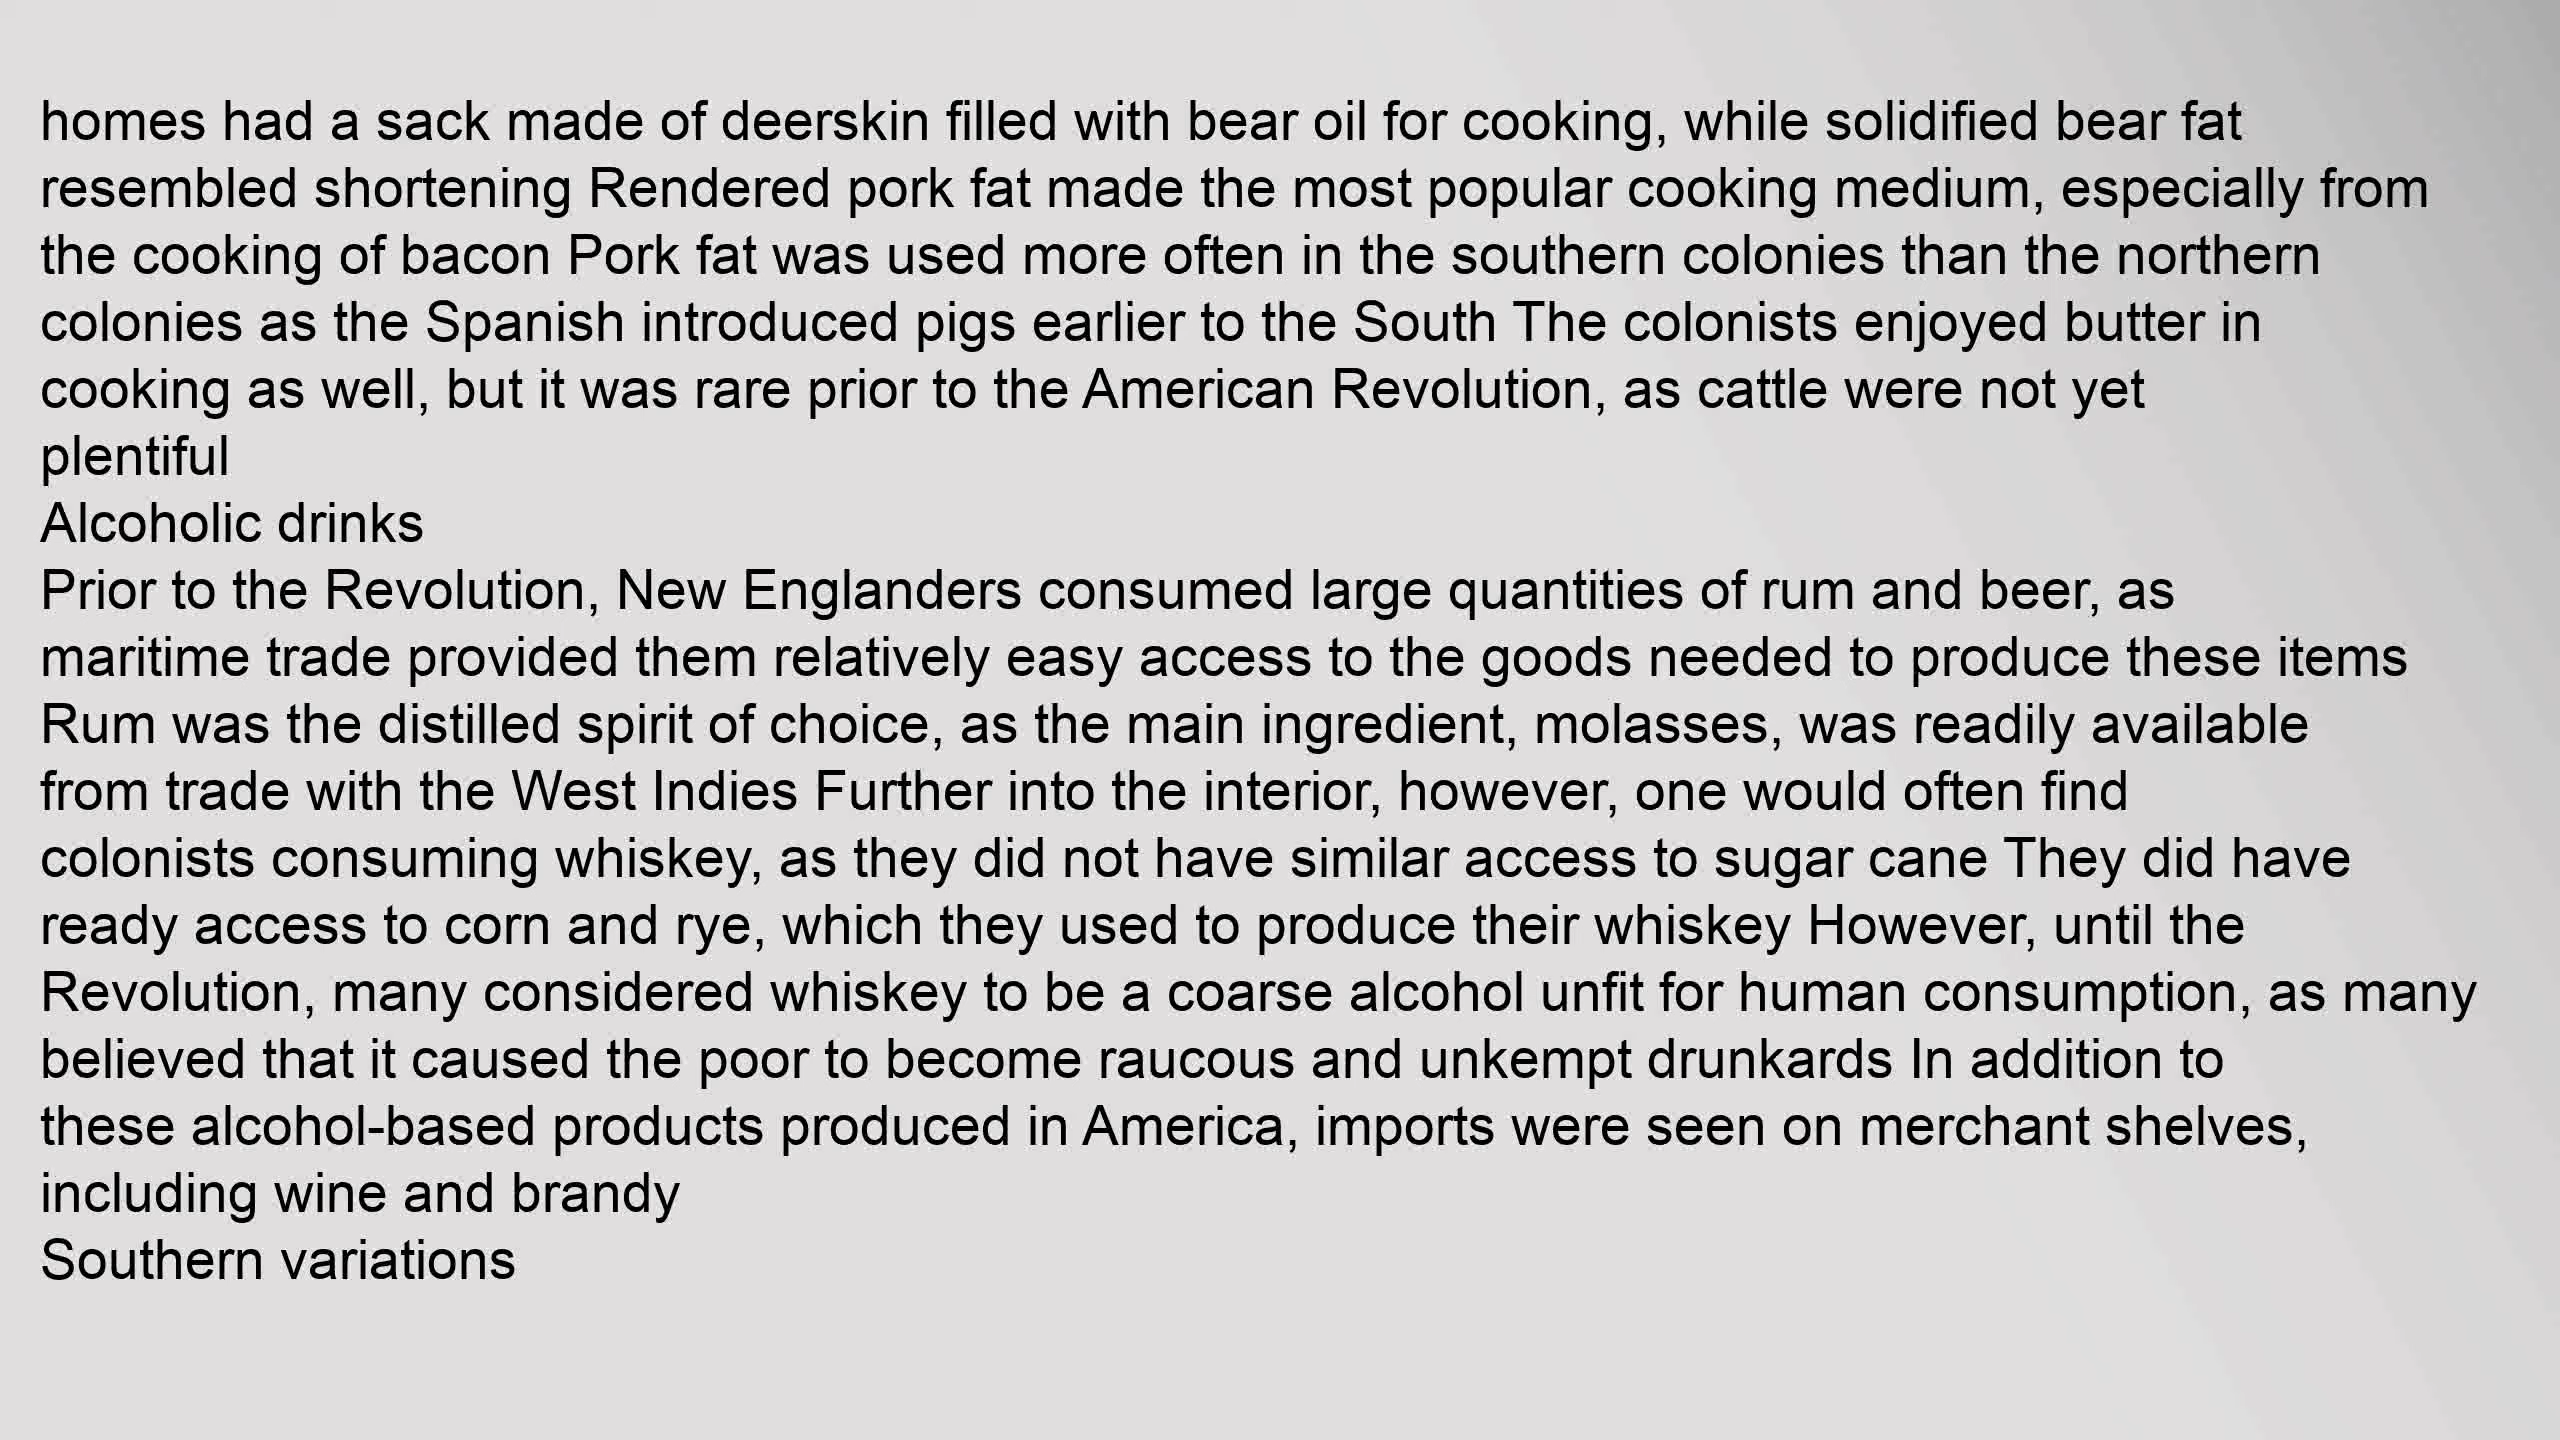 homes had a sack made of deerskin filled with bear oil for cooking, while solidified bear fat
resembled shortening Rendered pork fat made the most popular cooking medium, especially from
the cooking of bacon Pork fat was used more often in the southern colonies than the northern
colonies as the Spanish introduced pigs earlier to the South The colonists enjoyed butter in
cooking as well, but it was rare prior to the American Revolution, as cattle were not yet
plentiful
Alcoholic drinks
Prior to the Revolution, New Englanders consumed large quantities of rum and beer, as
maritime trade provided them relatively easy access to the goods needed to produce these items
Rum was the distilled spirit of choice, as the main ingredient, molasses, was readily available
from trade with the West Indies Further into the interior, however, one would often find
colonists consuming whiskey, as they did not have similar access to sugar cane They did have
ready access to corn and rye, which they used to produce their whiskey However, until the
Revolution, many considered whiskey to be a coarse alcohol unfit for human consumption, as many
believed that it caused the poor to become raucous and unkempt drunkards In addition to
these alcohol-based products produced in America, imports were seen on merchant shelves,
including wine and brandy
Southern variations